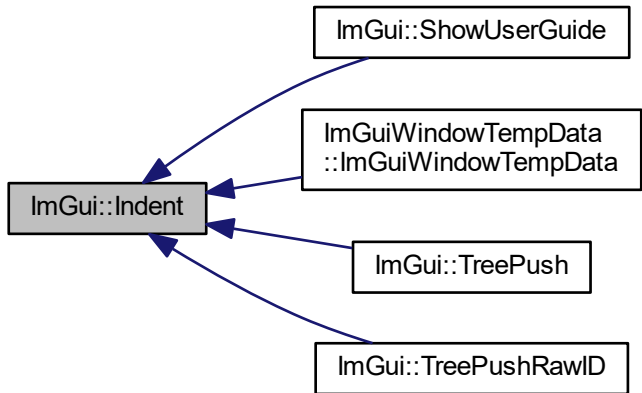 ImGui::ShowUserGuide
ImGuiWindowTempData
::ImGuiWindowTempData
ImGui::Indent
ImGui::TreePush
ImGui::TreePushRawID